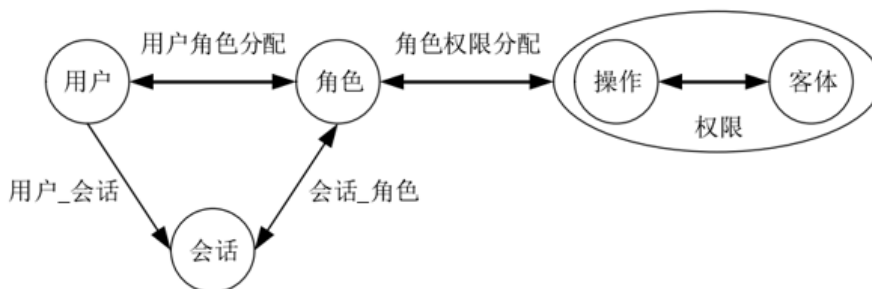 用户角色分配
角色权限分配
用户
角色
操作
客体
权限
用户_会话
会话_角色
会话